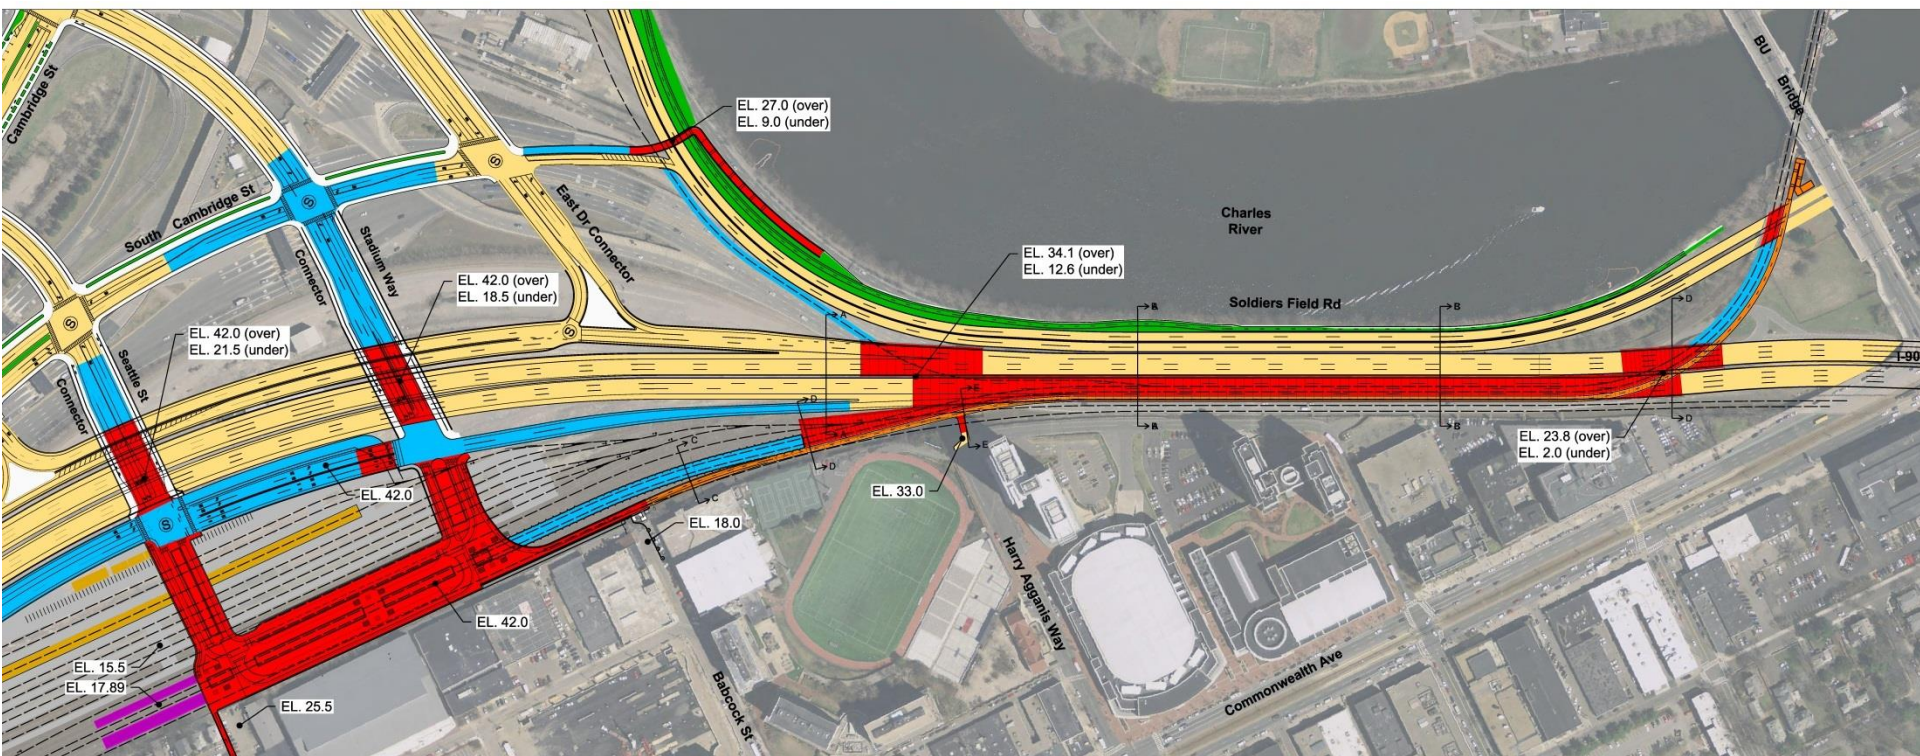 BU
Bridge
Cambridge St
EL. 27.0 (over)
EL. 9.0 (under)
S
S
South Cambridge St
East Dr Connector
Stadium Way
Connector
Charles
River
EL. 34.1 (over)
EL. 12.6 (under)
EL. 42.0 (over)
EL. 18.5 (under)
Soldiers Field Rd
A
B
B
D
S
S
EL. 42.0 (over)
EL. 21.5 (under)
I-90
Seattle St
Connector
E
D
A
B
B
D
C
E
D
EL. 23.8 (over)
EL. 2.0 (under)
EL. 42.0
EL. 33.0
C
S
EL. 18.0
Harry Agganis Way
EL. 42.0
EL. 15.5
EL. 17.89
EL. 25.5
Babcock St
Commonwealth Ave